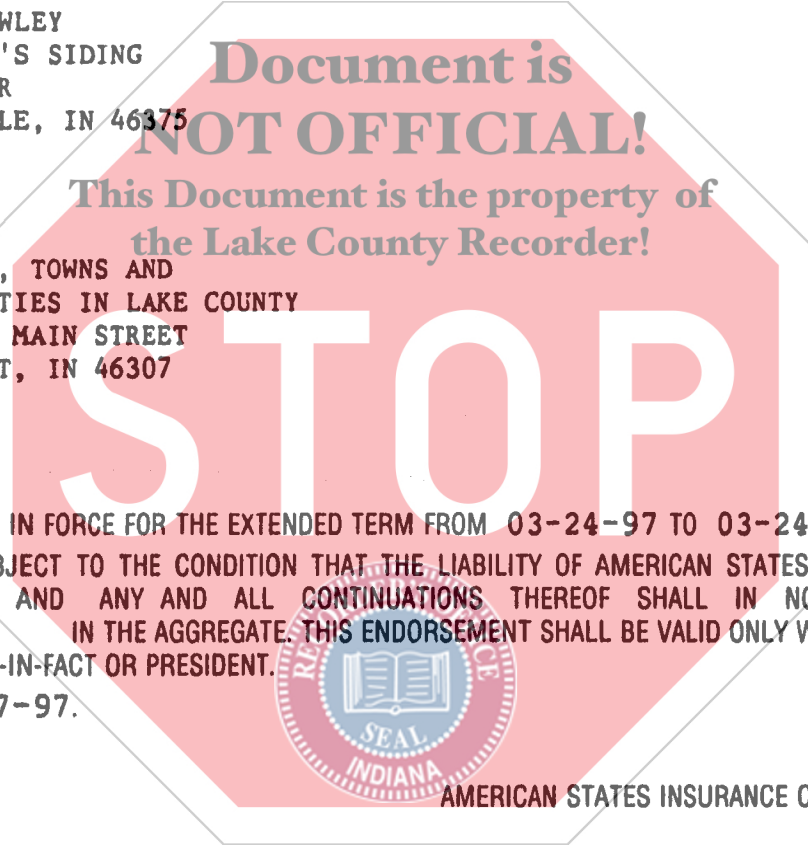 WLEY
'S SIDING
R
LE, IN 46375
Document is
NOT OFFICIAL!
This Document is the property of
the Lake County Recorder!
, TOWNS AND
TIES IN LAKE COUNTY
MAIN STREET
T, IN 46307
STOP
IN FORCE FOR THE EXTENDED TERM FROM 03-24-97 TO 03-24
BJECT TO THE CONDITION THAT THE LIABILITY OF AMERICAN STATES
AND ANY AND ALL CONTINUATIONS THEREOF SHALL IN NO
IN THE AGGREGATE. THIS ENDORSEMENT SHALL BE VALID ONLY W
-IN-FACT OR PRESIDENT.
7-97.
RECORDER'S OFFICE
SEAL
INDIANA
AMERICAN STATES INSURANCE C